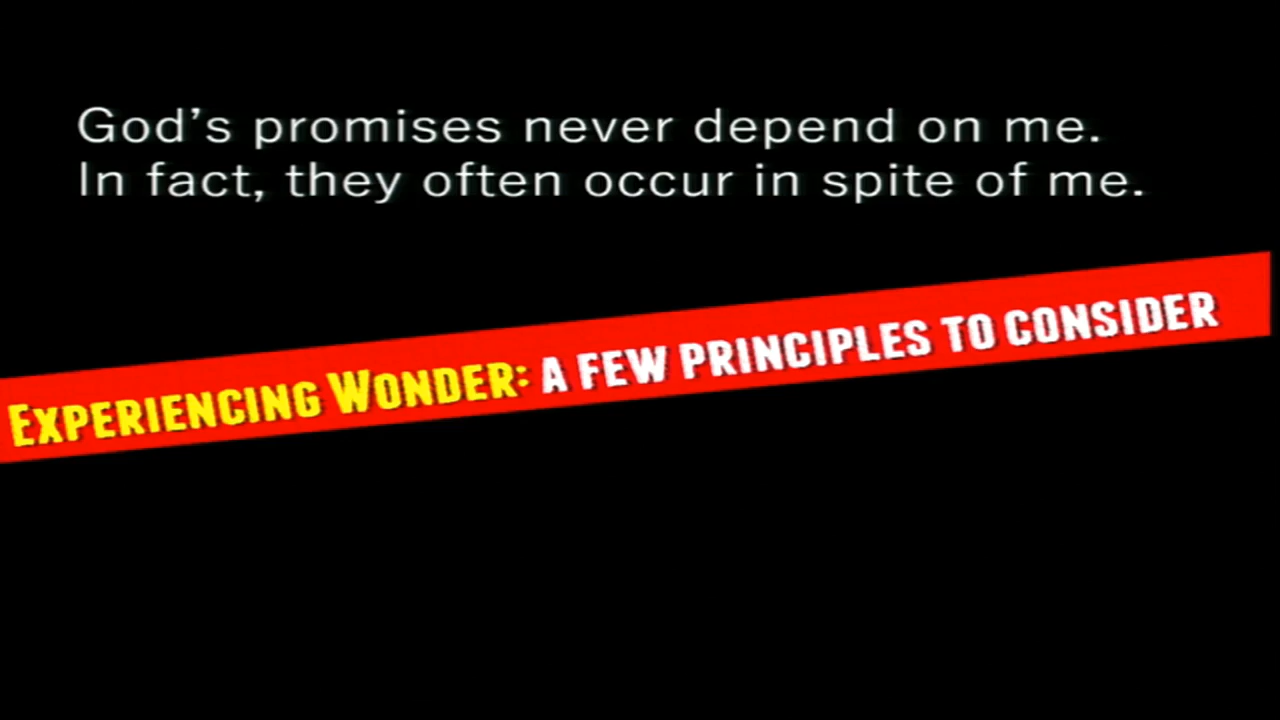 God’s promises never depend on me.
In fact, they often occur in spite of me.
Experiencing Wonder: a few principles to consider